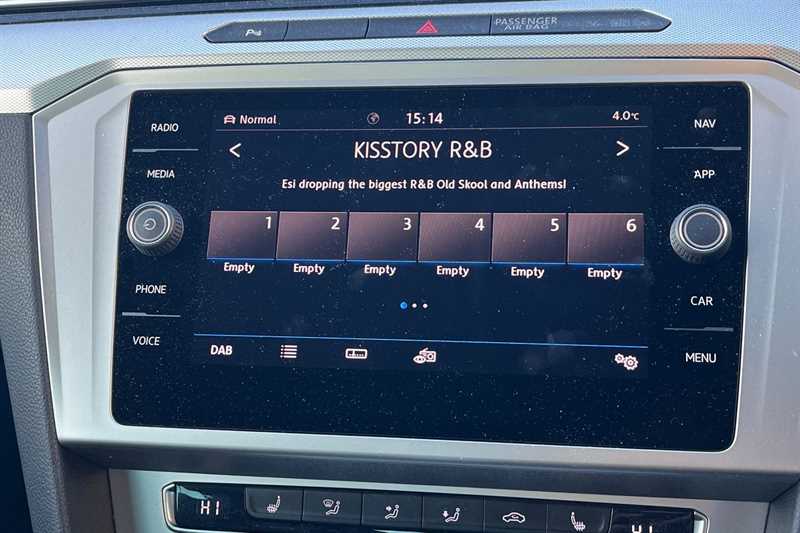 PASSENGER
AIR BAG
Normal 15:14 4.0°C
RADIO
MEDIA
PHONE
VOICE
< KISSTORY R&B >
Esi dropping the biggest R&B Old Skool and Anthems!
1 2 3 4 5 6
Empty Empty Empty Empty Empty Empty
DAB
NAV
APP
CAR
MENU
HI
HI